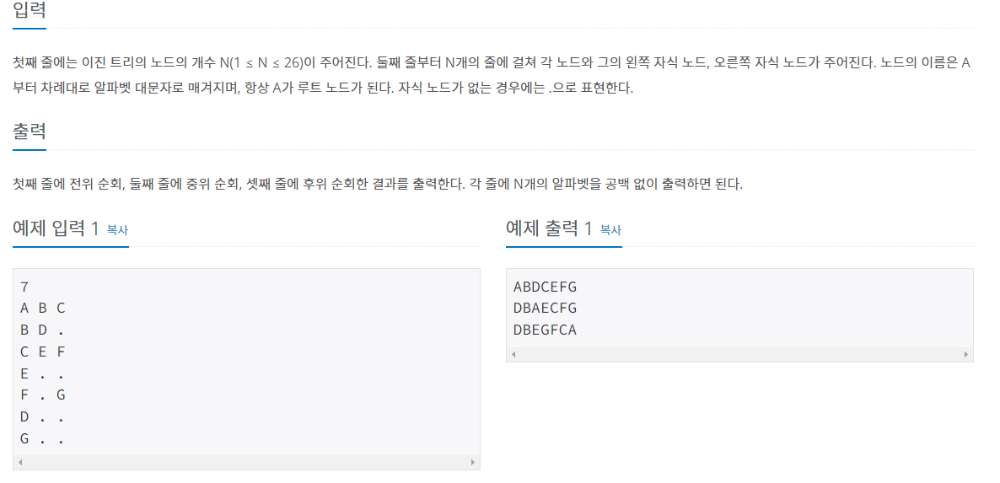 입력
첫째 줄에는 이진 트리의 노드의 개수 N(1 ≤ N ≤ 26)이 주어진다. 둘째 줄부터 N개의 줄에 걸쳐 각 노드와 그의 왼쪽 자식 노드, 오른쪽 자식 노드가 주어진다. 노드의 이름은 A
부터 차례대로 알파벳 대문자로 매겨지며, 항상 A가 루트 노드가 된다. 자식 노드가 없는 경우에는 .으로 표현한다.
출력
첫째 줄에 전위 순회, 둘째 줄에 중위 순회, 셋째 줄에 후위 순회한 결과를 출력한다. 각 줄에 N개의 알파벳을 공백 없이 출력하면 된다.
예제 입력 1 복사
7
A B C
B D .
C E F
E . .
F . G
D . .
G . .
예제 출력 1 복사
ABDCEFG
DBAECFG
DBEGFCA